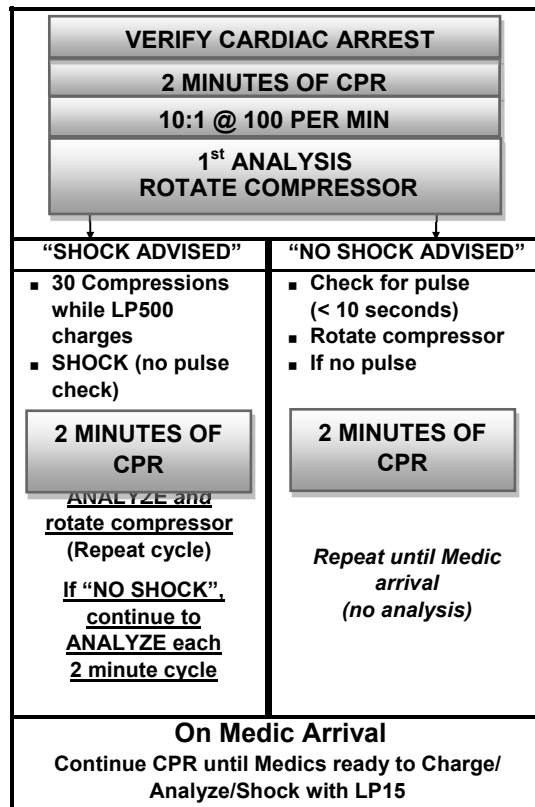 VERIFY CARDIAC ARREST
2 MINUTES OF CPR
10:1 @ 100 PER MIN
1st ANALYSIS
ROTATE COMPRESSOR
“SHOCK ADVISED”
▪ 30 Compressions
while LP500
charges
▪ SHOCK (no pulse
check)
2 MINUTES OF
CPR
ANALYZE and
rotate compressor
(Repeat cycle)
If “NO SHOCK”,
continue to
ANALYZE each
2 minute cycle
“NO SHOCK ADVISED”
▪ Check for pulse
(< 10 seconds)
▪ Rotate compressor
▪ If no pulse
2 MINUTES OF
CPR
Repeat until Medic
arrival
(no analysis)
On Medic Arrival
Continue CPR until Medics ready to Charge/
Analyze/Shock with LP15